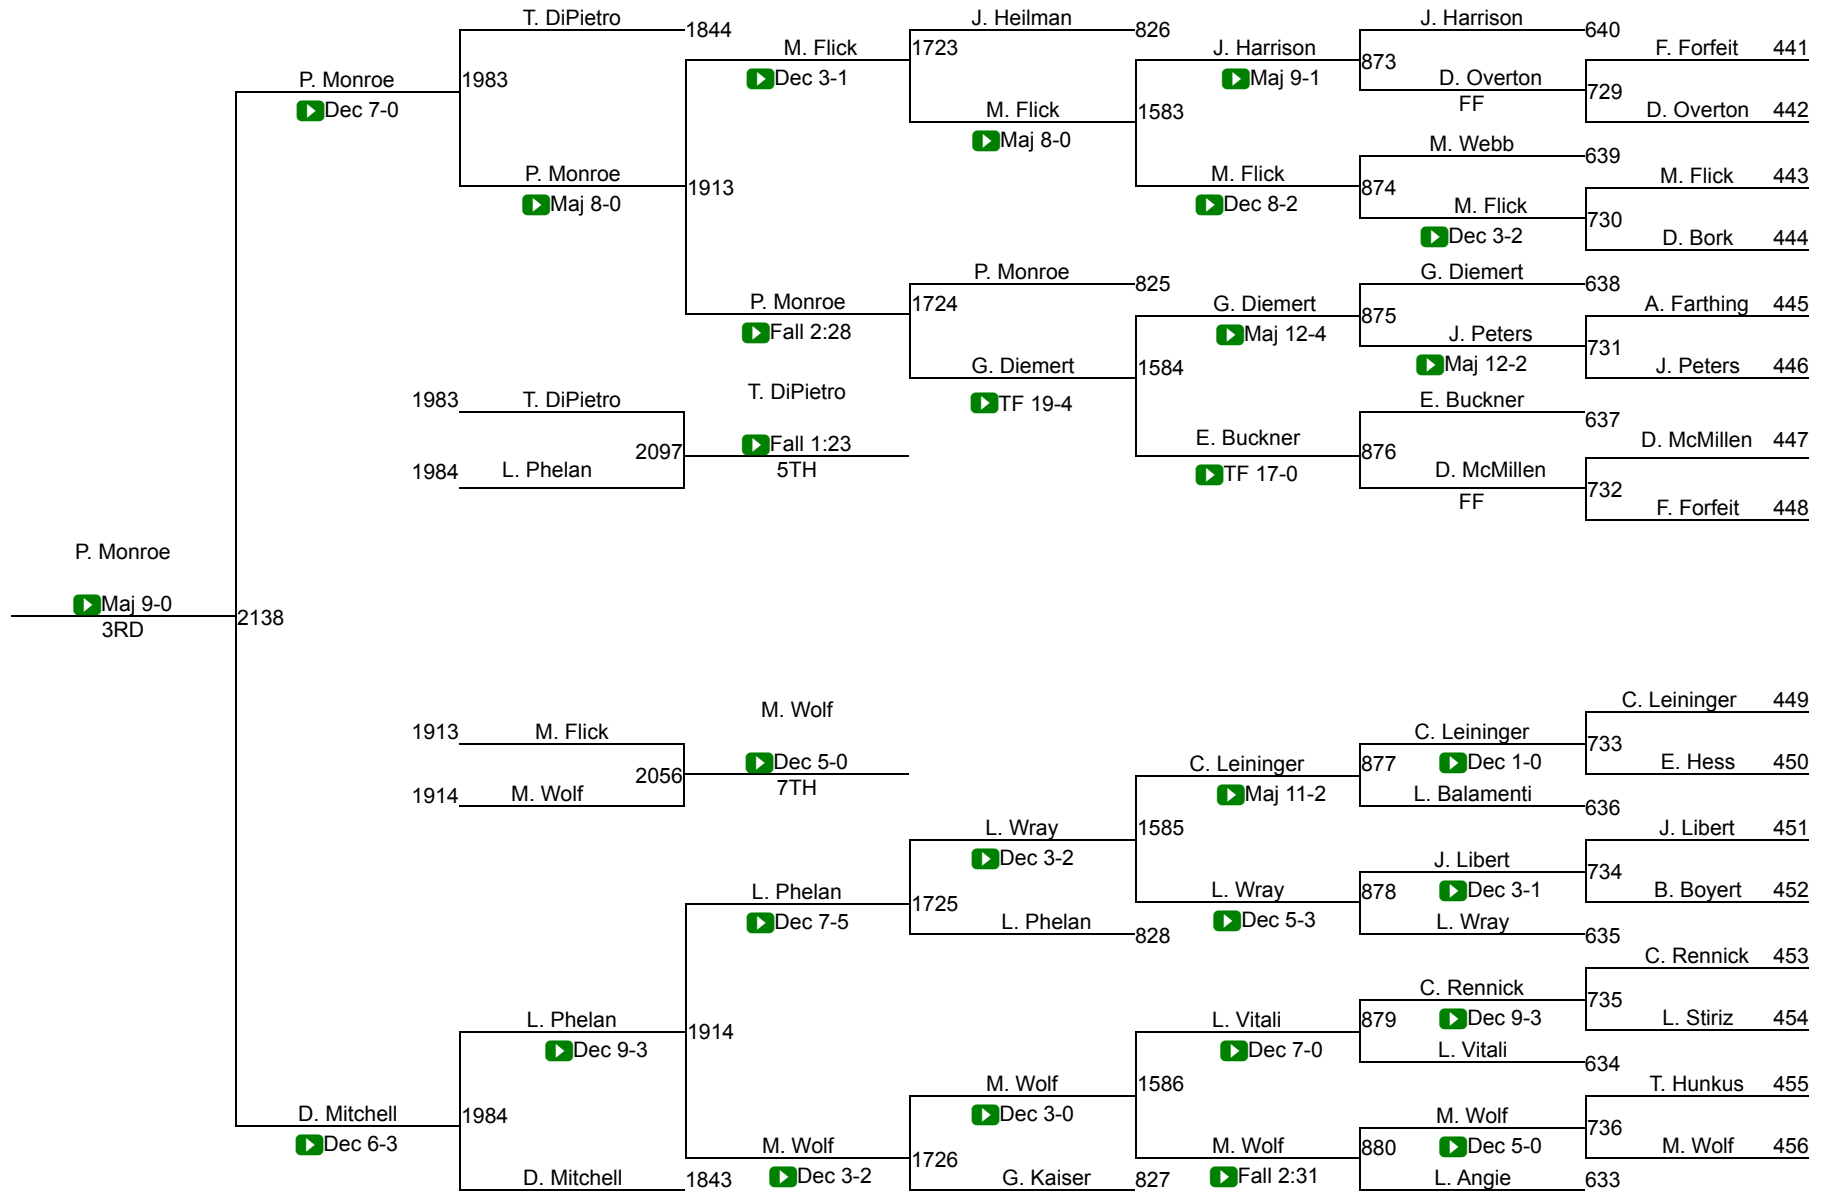 T. DiPietro
1844
J. Heilman
826
J. Harrison
640
M. Flick
Dec 3-1
1723
J. Harrison
Maj 9-1
873
F. Forfeit 441
P. Monroe
Dec 7-0
1983
D. Overton
FF
729
D. Overton 442
M. Flick
Maj 8-0
1583
M. Webb
639
P. Monroe
Maj 8-0
1913
M. Flick
Dec 8-2
874
M. Flick 443
M. Flick
Dec 3-2
730
D. Bork 444
P. Monroe
825
G. Diemert
638
P. Monroe
Fall 2:28
1724
G. Diemert
Maj 12-4
875
A. Farthing 445
J. Peters
Maj 12-2
731
J. Peters 446
G. Diemert
TF 19-4
1584
1983
T. DiPietro
T. DiPietro
E. Buckner
637
Fall 1:23
5TH
2097
E. Buckner
TF 17-0
876
D. McMillen 447
1984
L. Phelan
D. McMillen
FF
732
F. Forfeit 448
P. Monroe
Maj 9-0
3RD
2138
M. Wolf
C. Leininger 449
1913
M. Flick
C. Leininger
Dec 1-0
733
Dec 5-0
7TH
2056
C. Leininger
Maj 11-2
877
E. Hess 450
1914
M. Wolf
L. Balamenti
636
L. Wray
Dec 3-2
1585
J. Libert 451
J. Libert
Dec 3-1
734
L. Phelan
Dec 7-5
1725
L. Wray
Dec 5-3
878
B. Boyert 452
L. Phelan
828
L. Wray
635
C. Rennick 453
C. Rennick
Dec 9-3
735
L. Phelan
Dec 9-3
1914
L. Vitali
Dec 7-0
879
L. Stiriz 454
L. Vitali
634
M. Wolf
Dec 3-0
1586
T. Hunkus 455
D. Mitchell
Dec 6-3
1984
M. Wolf
Dec 5-0
736
M. Wolf
Dec 3-2
1726
M. Wolf
Fall 2:31
880
M. Wolf 456
D. Mitchell
1843
G. Kaiser
827
L. Angie
633